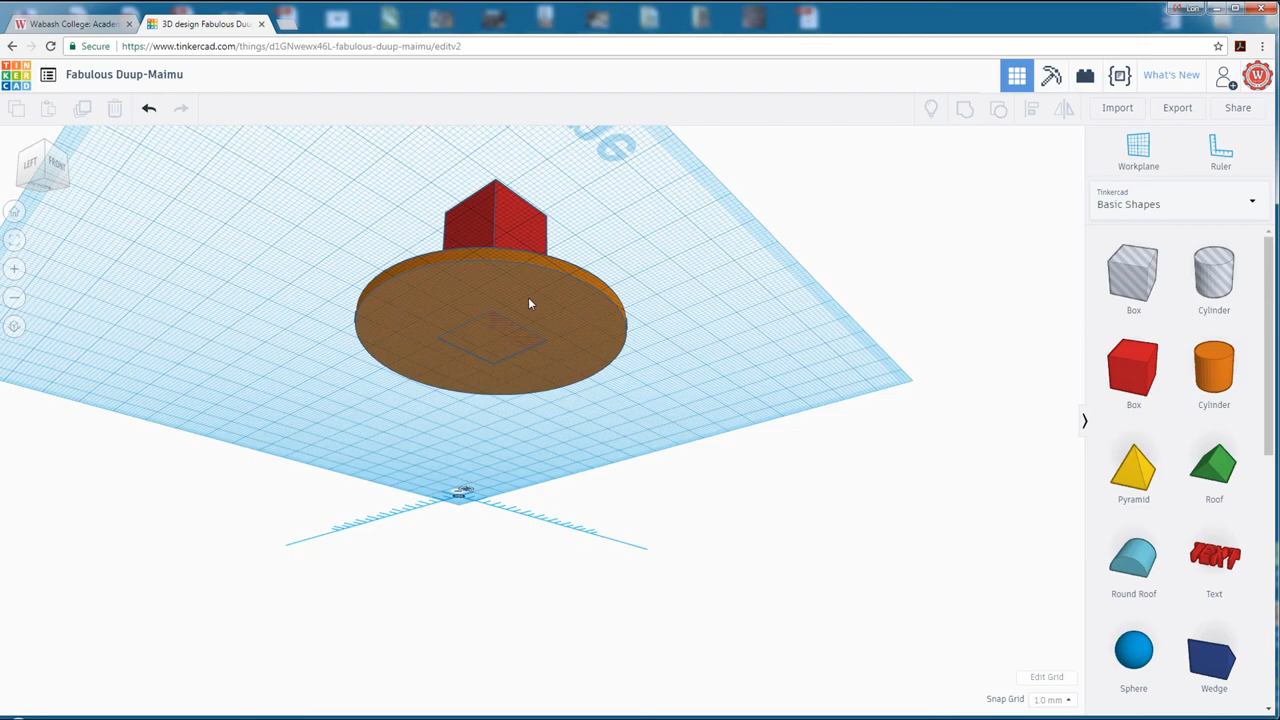 Wabash College: Academ
3D design Fabulous Duu
Lon
Secure
https://www.tinkercad.com/things/d1GNwewx46L-fabulous-duup-maimu/editv2
TIN
KER
CAD
Fabulous Duup-Maimu
What's New
W
Import
Export
Share
LEFT
FRONT
Workplane
Ruler
Tinkercad
Basic Shapes
Box
Cylinder
Box
Cylinder
Pyramid
Roof
TEXT
Round Roof
Text
Sphere
Wedge
Edit Grid
Snap Grid
1.0 mm